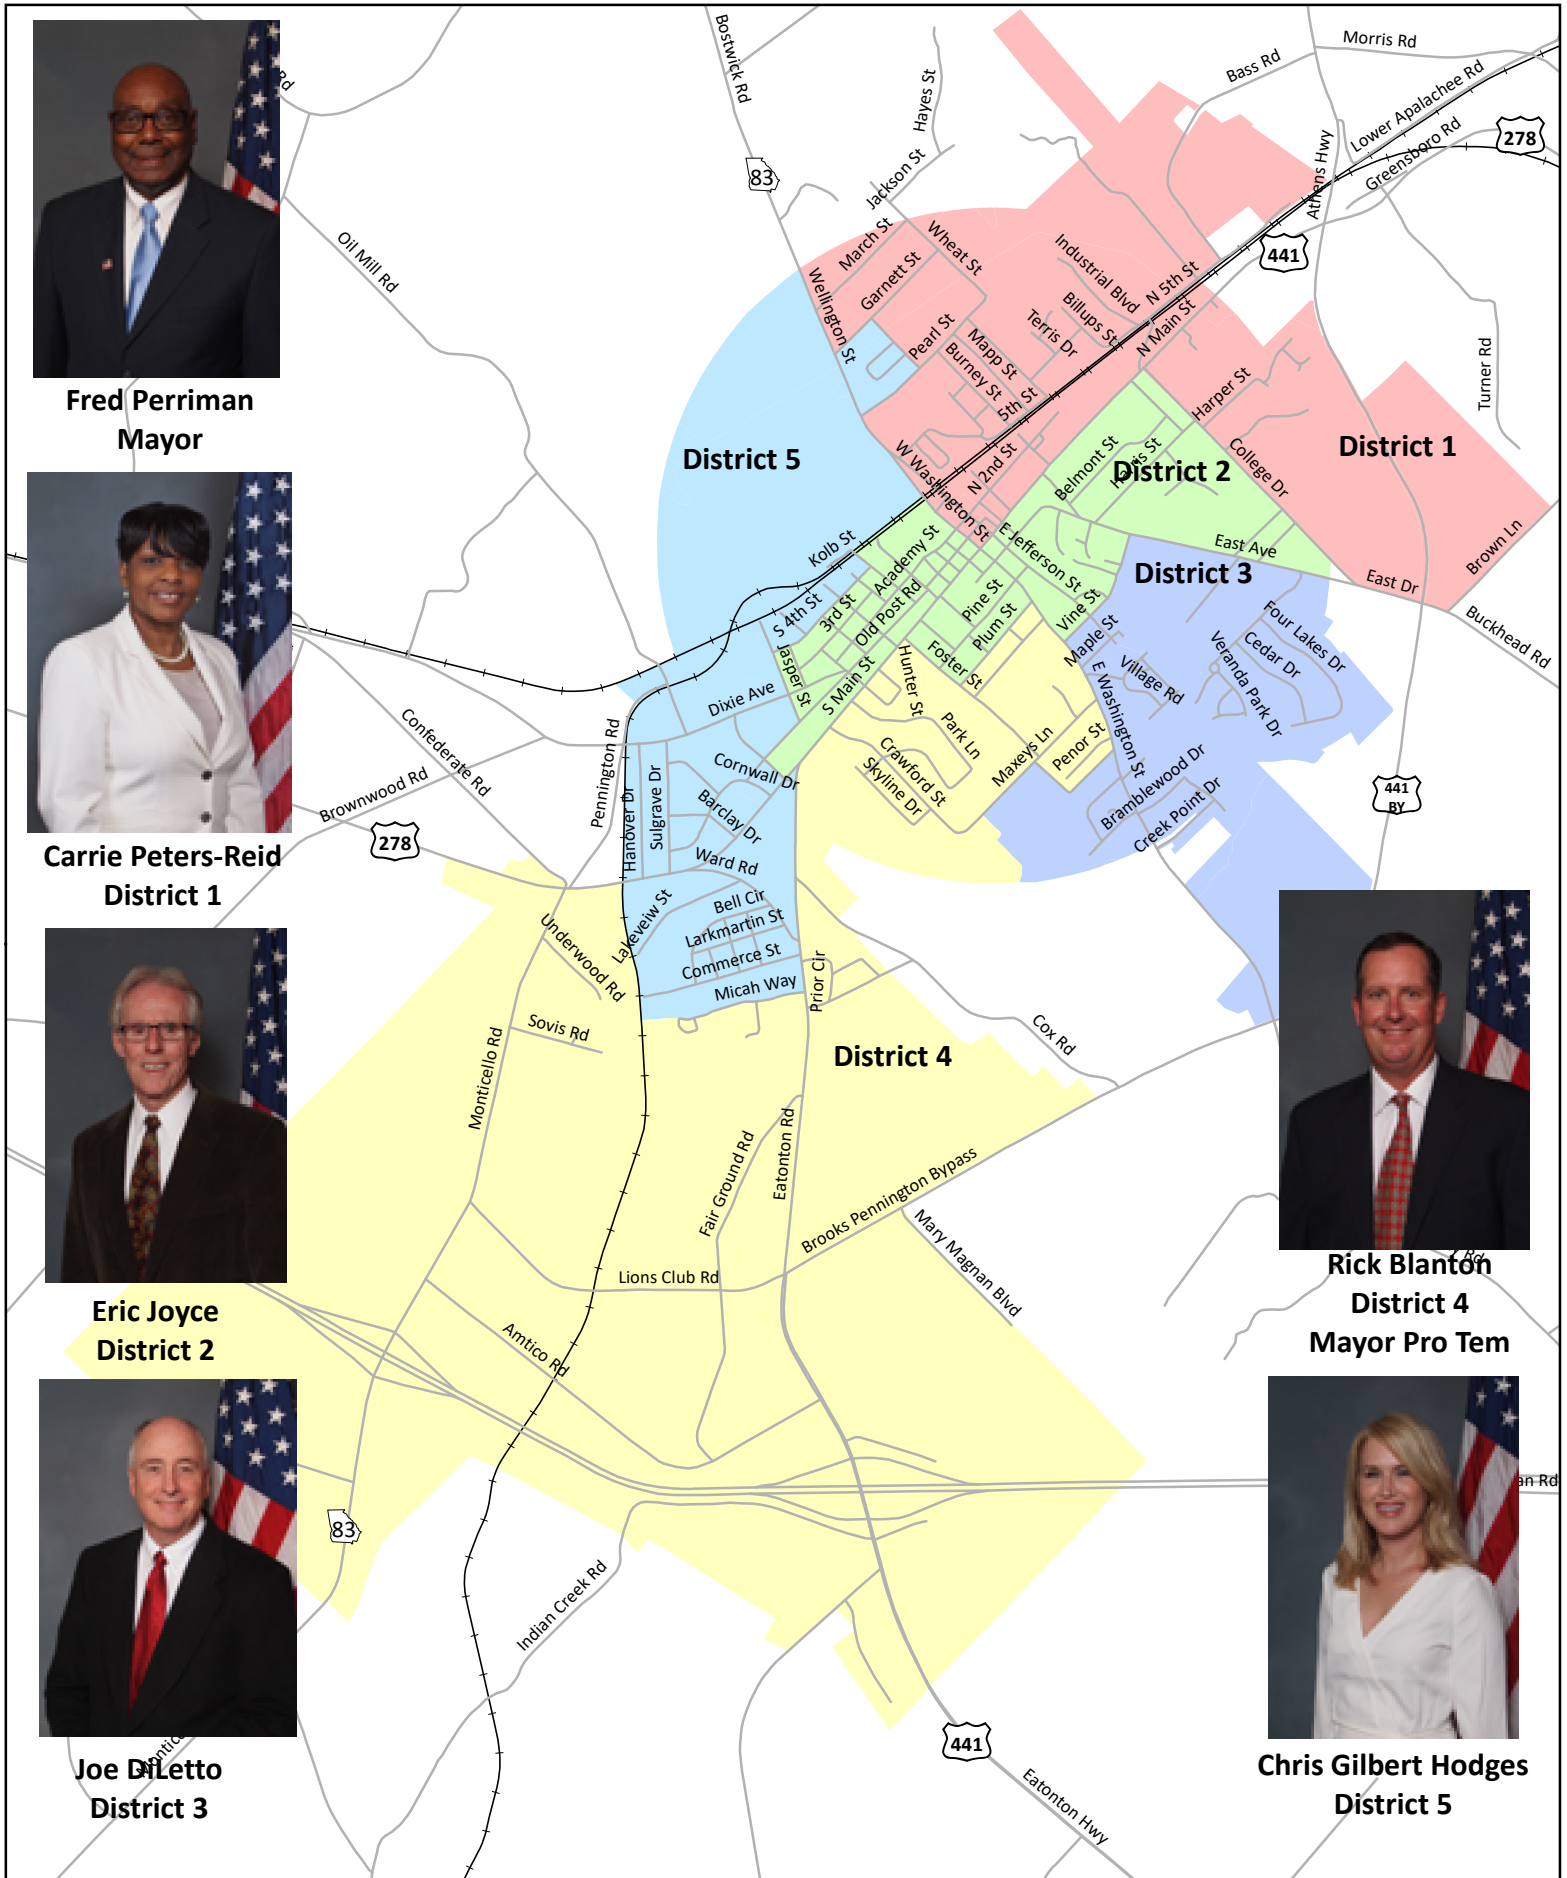 Fred Perriman
Mayor
Carrie Peters-Reid
District 1
Eric Joyce
District 2
Joe DiLetto
District 3
Rick Blanton
District 4
Mayor Pro Tem
Chris Gilbert Hodges
District 5
District 5
District 1
District 2
District 3
District 4
Rd
Bostwick Rd
Hayes St
Bass Rd
Morris Rd
Lower Apalachee Rd
Greensboro Rd
278
Athens Hwy
83
Jackson St
March St
Wheat St
Garnett St
Industrial Blvd
N 5th St
441
Oil Mill Rd
Wellington St
Billups St
N Main St
Terris Dr
Pearl St
Mapp St
Burney St
5th St
Harper St
Turner Rd
W Washington St
N 2nd St
Belmont St
Harris St
College Dr
Brown Ln
East Ave
East Dr
Buckhead Rd
Kolb St
Academy St
E Jefferson St
S 4th St
3rd St
Old Post Rd
Pine St
Plum St
Vine St
Maple St
Four Lakes Dr
Cedar Dr
Veranda Park Dr
Village Rd
E Washington St
Jasper St
Foster St
Hunter St
S Main St
Dixie Ave
Park Ln
Maxeys Ln
Penor St
Crawford St
Skyline Dr
Bramblewood Dr
Creek Point Dr
441
BY
Confederate Rd
Pennington Rd
Brownwood Rd
278
Hanover Dr
Sulgrave Dr
Cornwall Dr
Barclay Dr
Ward Rd
Lakeveiw St
Bell Cir
Larkmartin St
Commerce St
Micah Way
Underwood Rd
Prior Cir
Sovis Rd
Cox Rd
Monticello Rd
Fair Ground Rd
Eatonton Rd
Brooks Pennington Bypass
Mary Magnan Blvd
Lions Club Rd
Amtico Rd
83
Indian Creek Rd
441
Eatonton Hwy
an Rd
y Rd